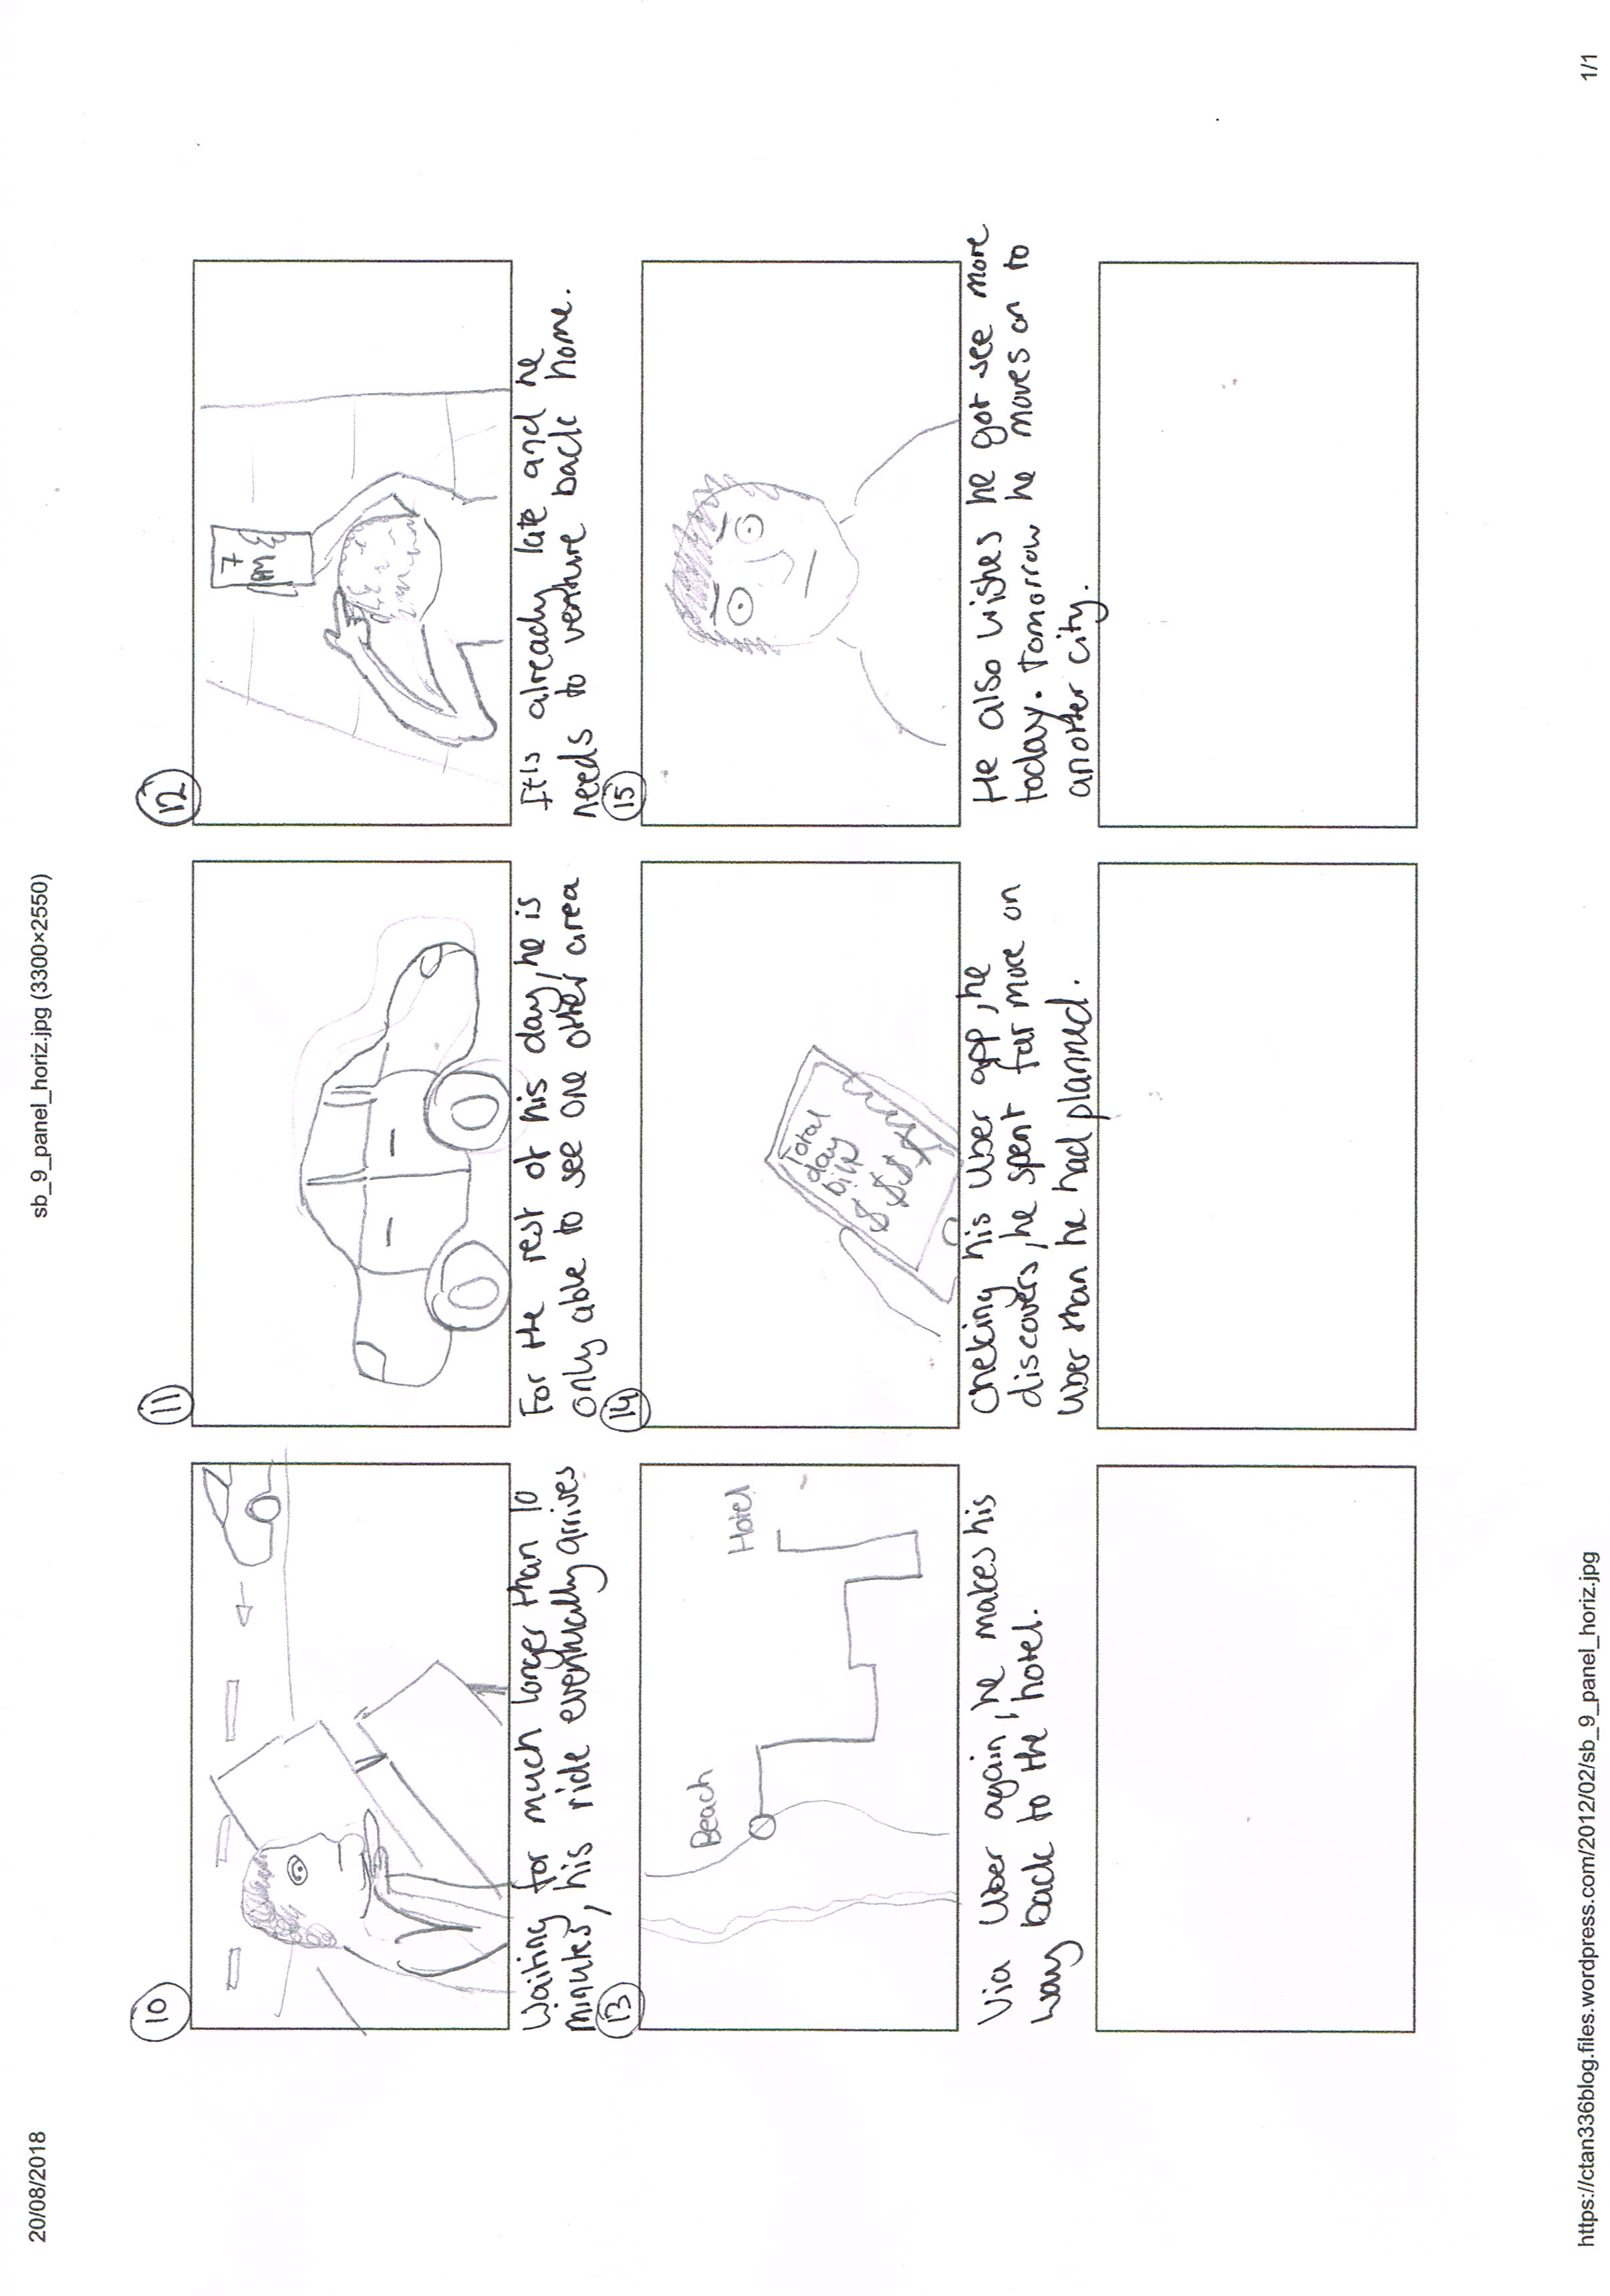 20/08/2018
sb_9_panel_horiz.jpg (3300×2550)
10
Waiting for much longer than 10
minutes, his ride eventually arrives
11
For the rest of his day, he is
only able to see one other area
12
7
pm
It's already late and he
needs to venture back home.
13
Beach
Hotel
Via Uber again, he makes his
way back to the hotel.
14
Total
day
bill
$$$$
Cheking his Uber app, he
discovers, he spent far more on
Uber than he had planned.
15
He also wishes he got see more
today. Tomorrow he moves on to
another city.
https://ctan336blog.files.wordpress.com/2012/02/sb_9_panel_horiz.jpg
1/1